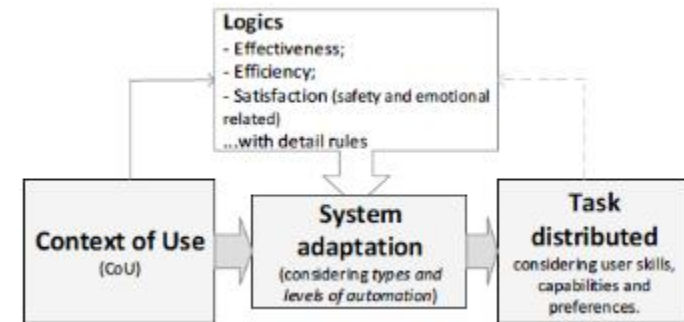 Logics
- Effectiveness;
- Efficiency;
- Satisfaction (safety and emotional
related)
...with detail rules
Context of Use
(CoU)
System
adaptation
(considering types and
levels of automation)
Task
distributed
considering user skills,
capabilities and
preferences.